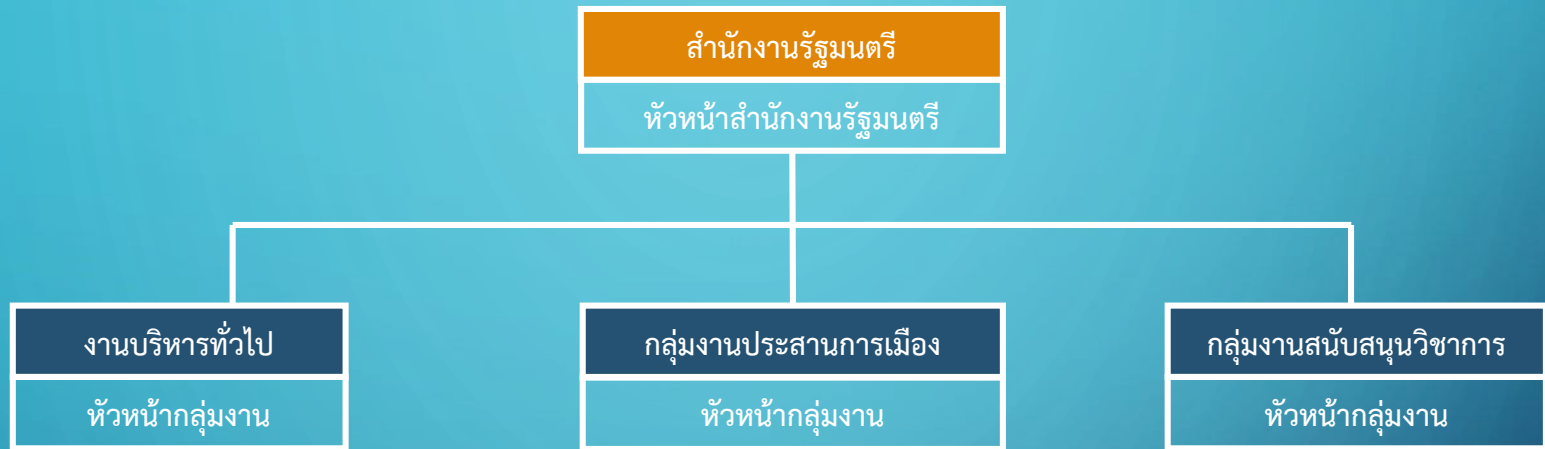 สำนักงานรัฐมนตรี
หัวหน้าสำนักงานรัฐมนตรี
งานบริหารทั่วไป
หัวหน้ากลุ่มงาน
กลุ่มงานประสานการเมือง
หัวหน้ากลุ่มงาน
กลุ่มงานสนับสนุนวิชาการ
หัวหน้ากลุ่มงาน